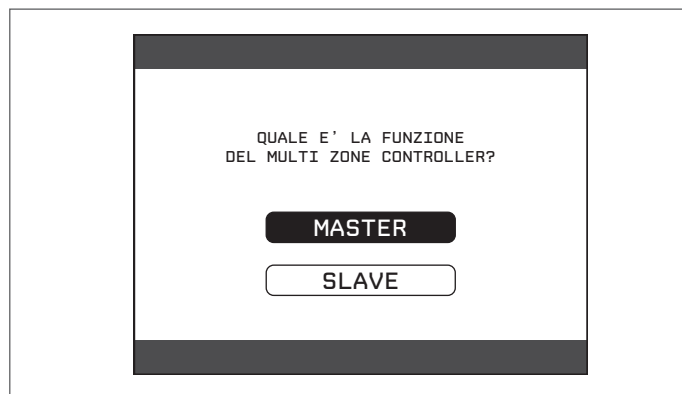 QUALE E' LA FUNZIONE
DEL MULTI ZONE CONTROLLER?
MASTER
SLAVE